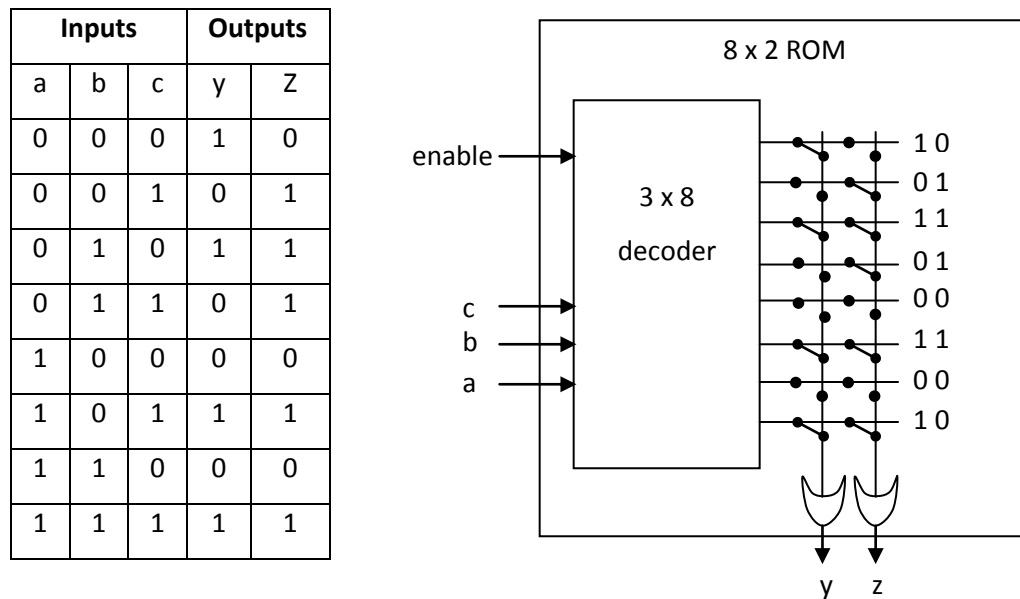 Inputs Outputs
a b c y Z
0 0 0 1 0
0 0 1 0 1
0 1 0 1 1
0 1 1 0 1
1 0 0 0 0
1 0 1 1 1
1 1 0 0 0
1 1 1 1 1
8 x 2 ROM
enable
3 x 8
decoder
c
b
a
1 0
0 1
1 1
0 1
0 0
1 1
0 0
1 0
y z